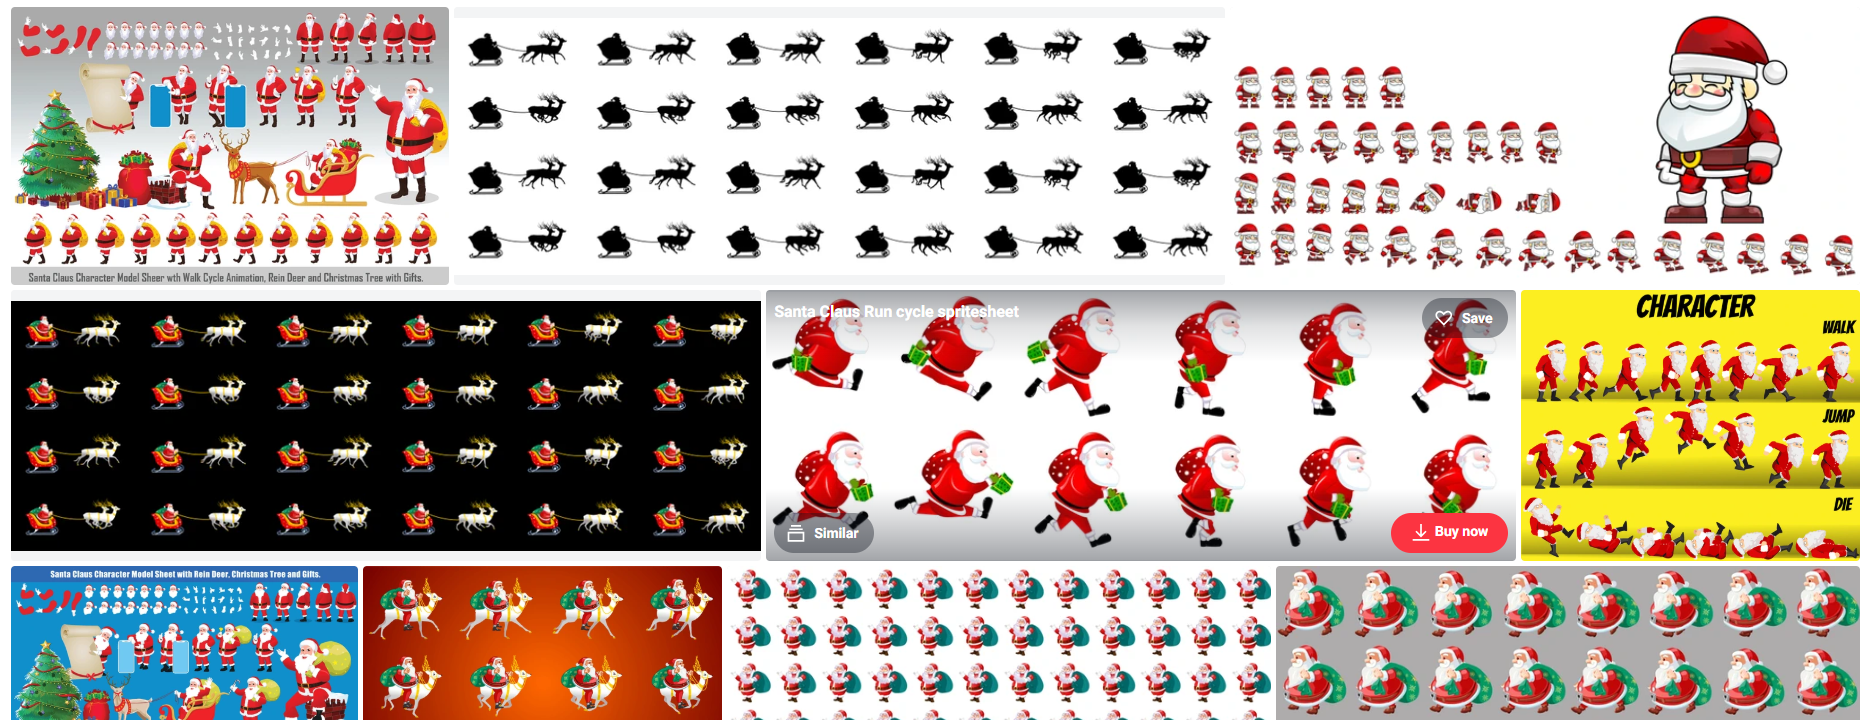 Santa Claus Character Model Sheer wth Walk Cycle Animation, Rein Deer and Christmas Tree with Gifts.
Santa Claus Run cycle spritesheet
Save
Similar
Buy now
CHARACTER
WALK
JUMP
DIE
Santa Claus Character Model Sheet with Rein Deer, Christmas Tree and Gifts.